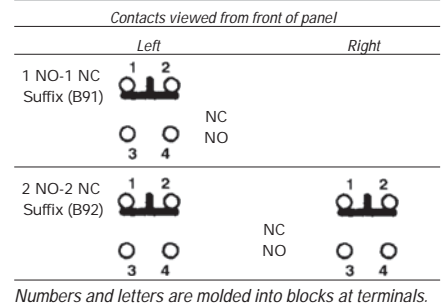 Contacts viewed from front of panel
Left Right
1 NO-1 NC
Suffix (B91)
1 2
NC
NO
3 4
2 NO-2 NC
Suffix (B92)
1 2 1 2
NC
NO
3 4 3 4
Numbers and letters are molded into blocks at terminals.